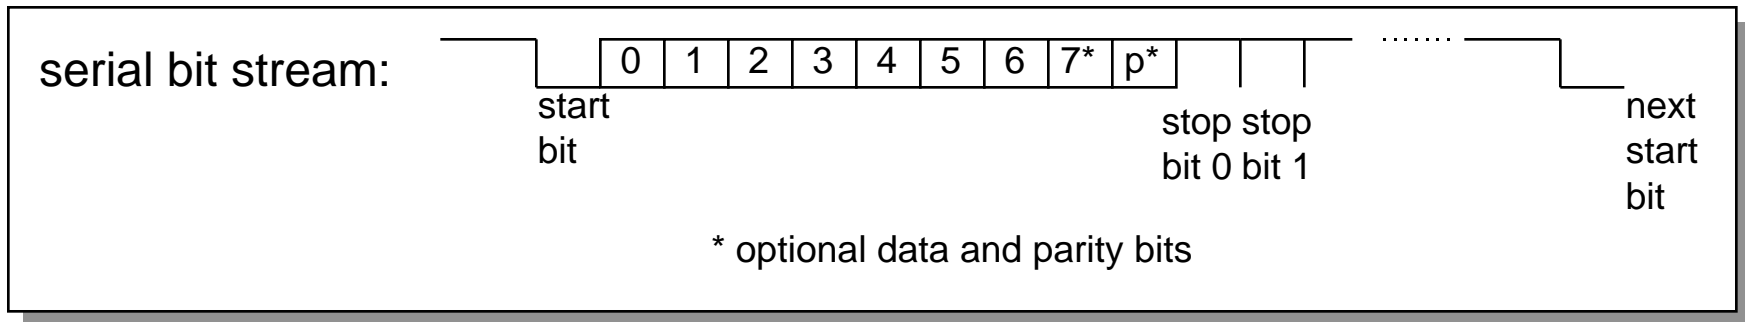 serial bit stream:
0 1 2 3 4 5 6 7* p*
start
bit
stop stop
bit 0 bit 1
next
start
bit
* optional data and parity bits